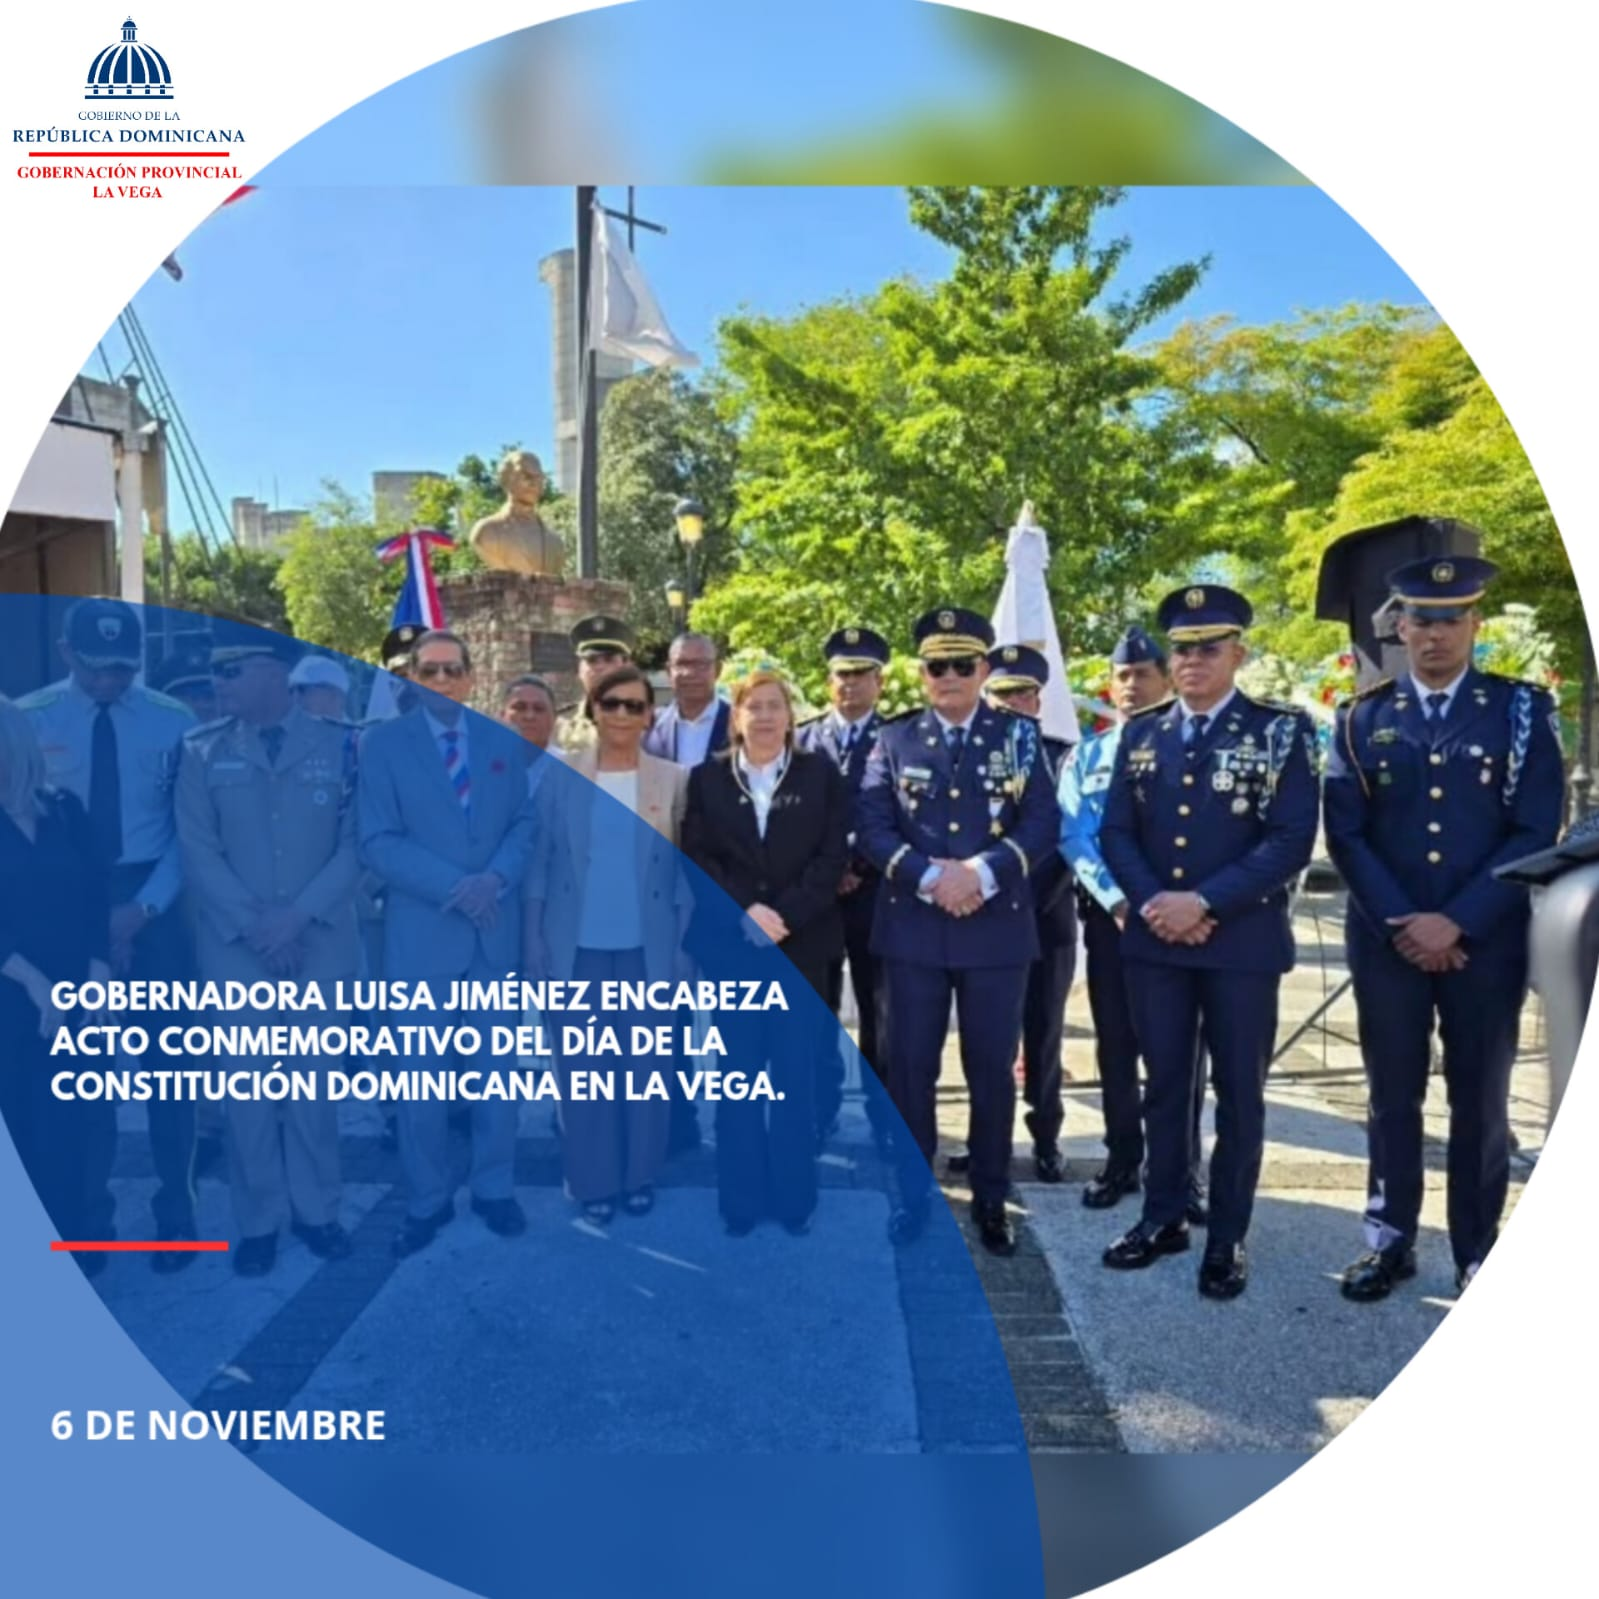 GOBIERNO DE LA
REPÚBLICA DOMINICANA
GOBERNACIÓN PROVINCIAL
LA VEGA
GOBERNADORA LUISA JIMÉNEZ ENCABEZA
ACTO CONMEMORATIVO DEL DÍA DE LA
CONSTITUCIÓN DOMINICANA EN LA VEGA.
6 DE NOVIEMBRE